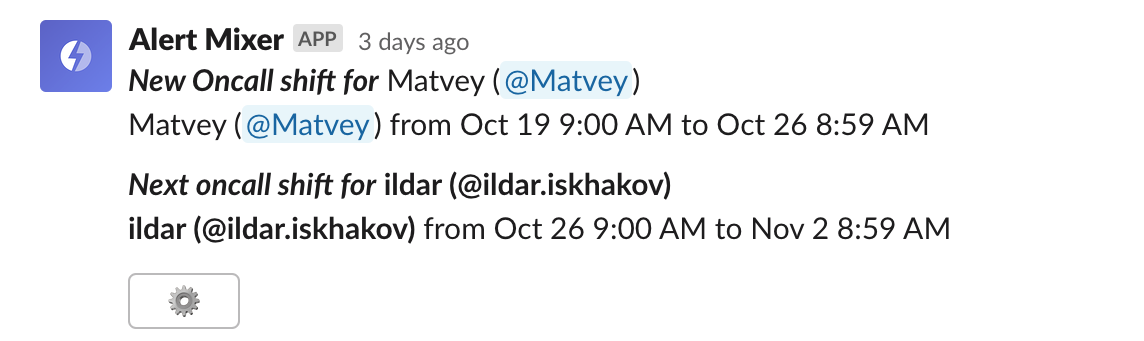 Alert Mixer APP 3 days ago
New Oncall shift for Matvey (@Matvey)
Matvey (@Matvey) from Oct 19 9:00 AM to Oct 26 8:59 AM
Next oncall shift for ildar (@ildar.iskhakov)
ildar (@ildar.iskhakov) from Oct 26 9:00 AM to Nov 2 8:59 AM